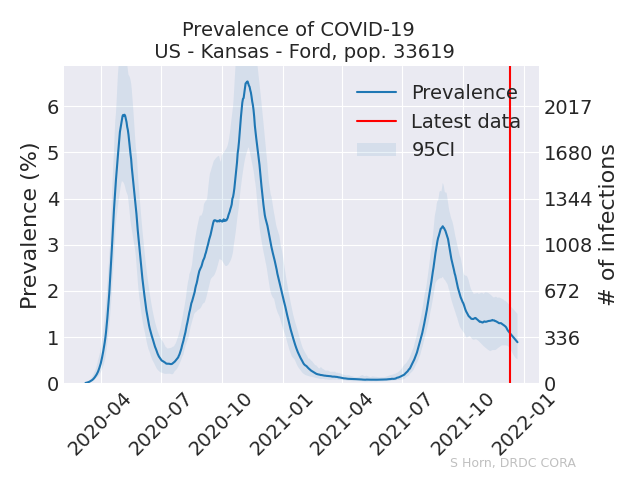 Prevalence of COVID-19
US - Kansas - Ford, pop. 33619
Prevalence
Latest data
95CI
Prevalence (%)
6
5
4
3
2
1
0
2017
1680
1344
1008
672
336
0
# of infections
2020-04
2020-07
2020-10
2021-01
2021-04
2021-07
2021-10
2022-01
S Horn, DRDC CORA